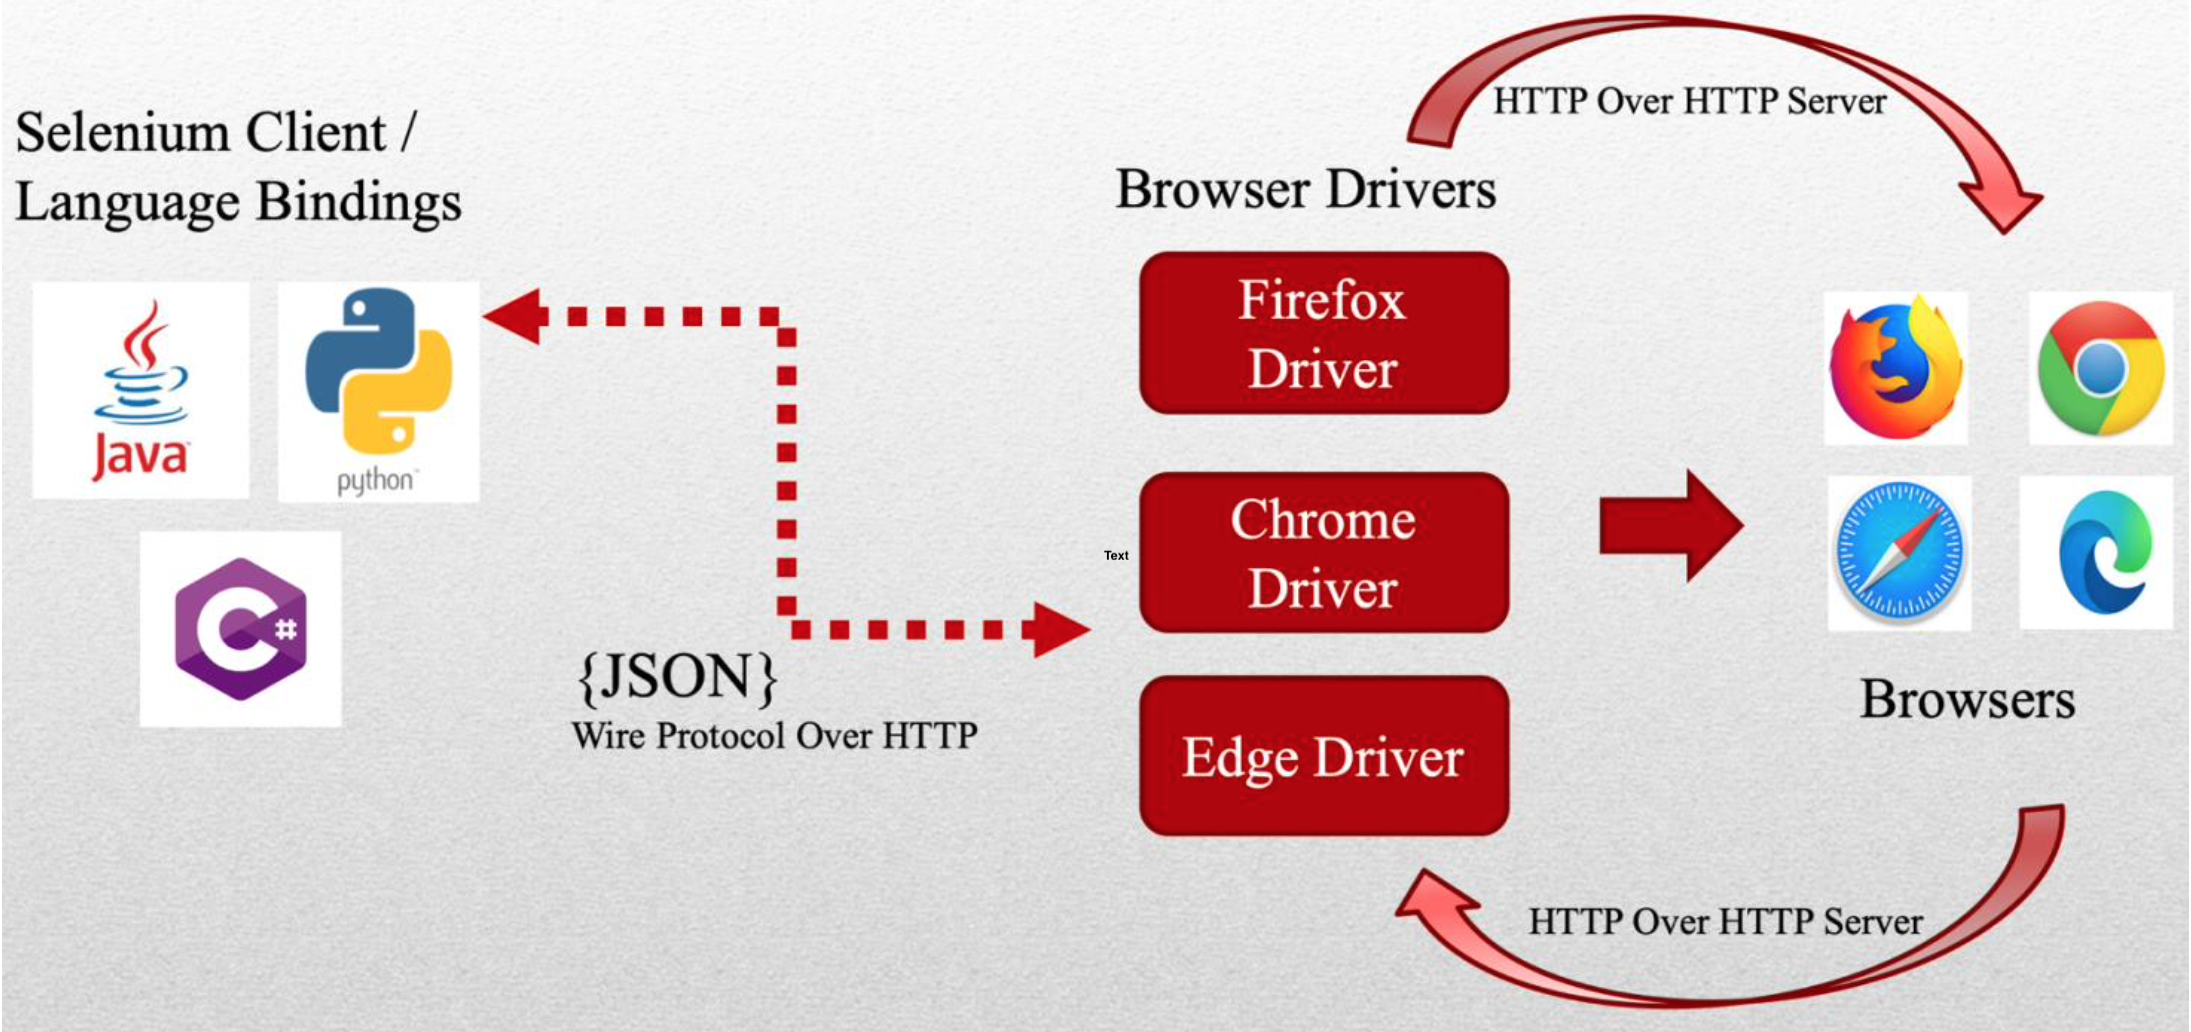 Selenium Client /
Language Bindings
Java
python
C#
{JSON}
Wire Protocol Over HTTP
Browser Drivers
Firefox
Driver
Text
Chrome
Driver
Edge Driver
HTTP Over HTTP Server
Browsers
HTTP Over HTTP Server